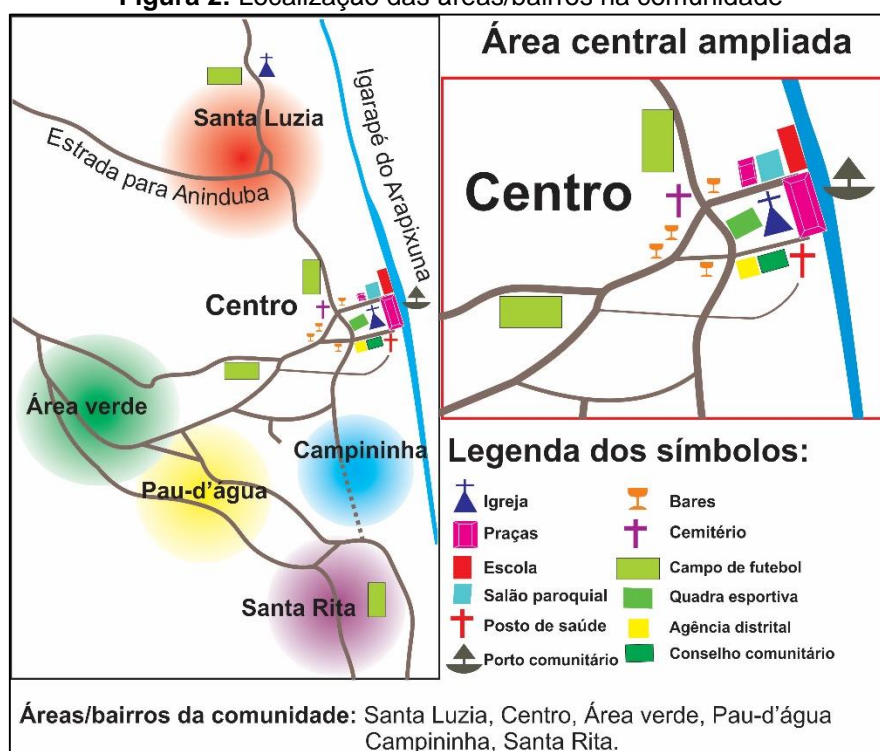 Figura 2: Localização das áreas/bairros na comunidade
Santa Luzia
Estrada para Aninduba
Igarapé do Arapixuna
Centro
Área verde
Campininha
Pau-d'água
Santa Rita
Área central ampliada
Centro
Legenda dos símbolos:
Igreja
Praças
Escola
Salão paroquial
Posto de saúde
Porto comunitário
Bares
Cemitério
Campo de futebol
Quadra esportiva
Agência distrital
Conselho comunitário
Áreas/bairros da comunidade: Santa Luzia, Centro, Área verde, Pau-d'água
Campininha, Santa Rita.